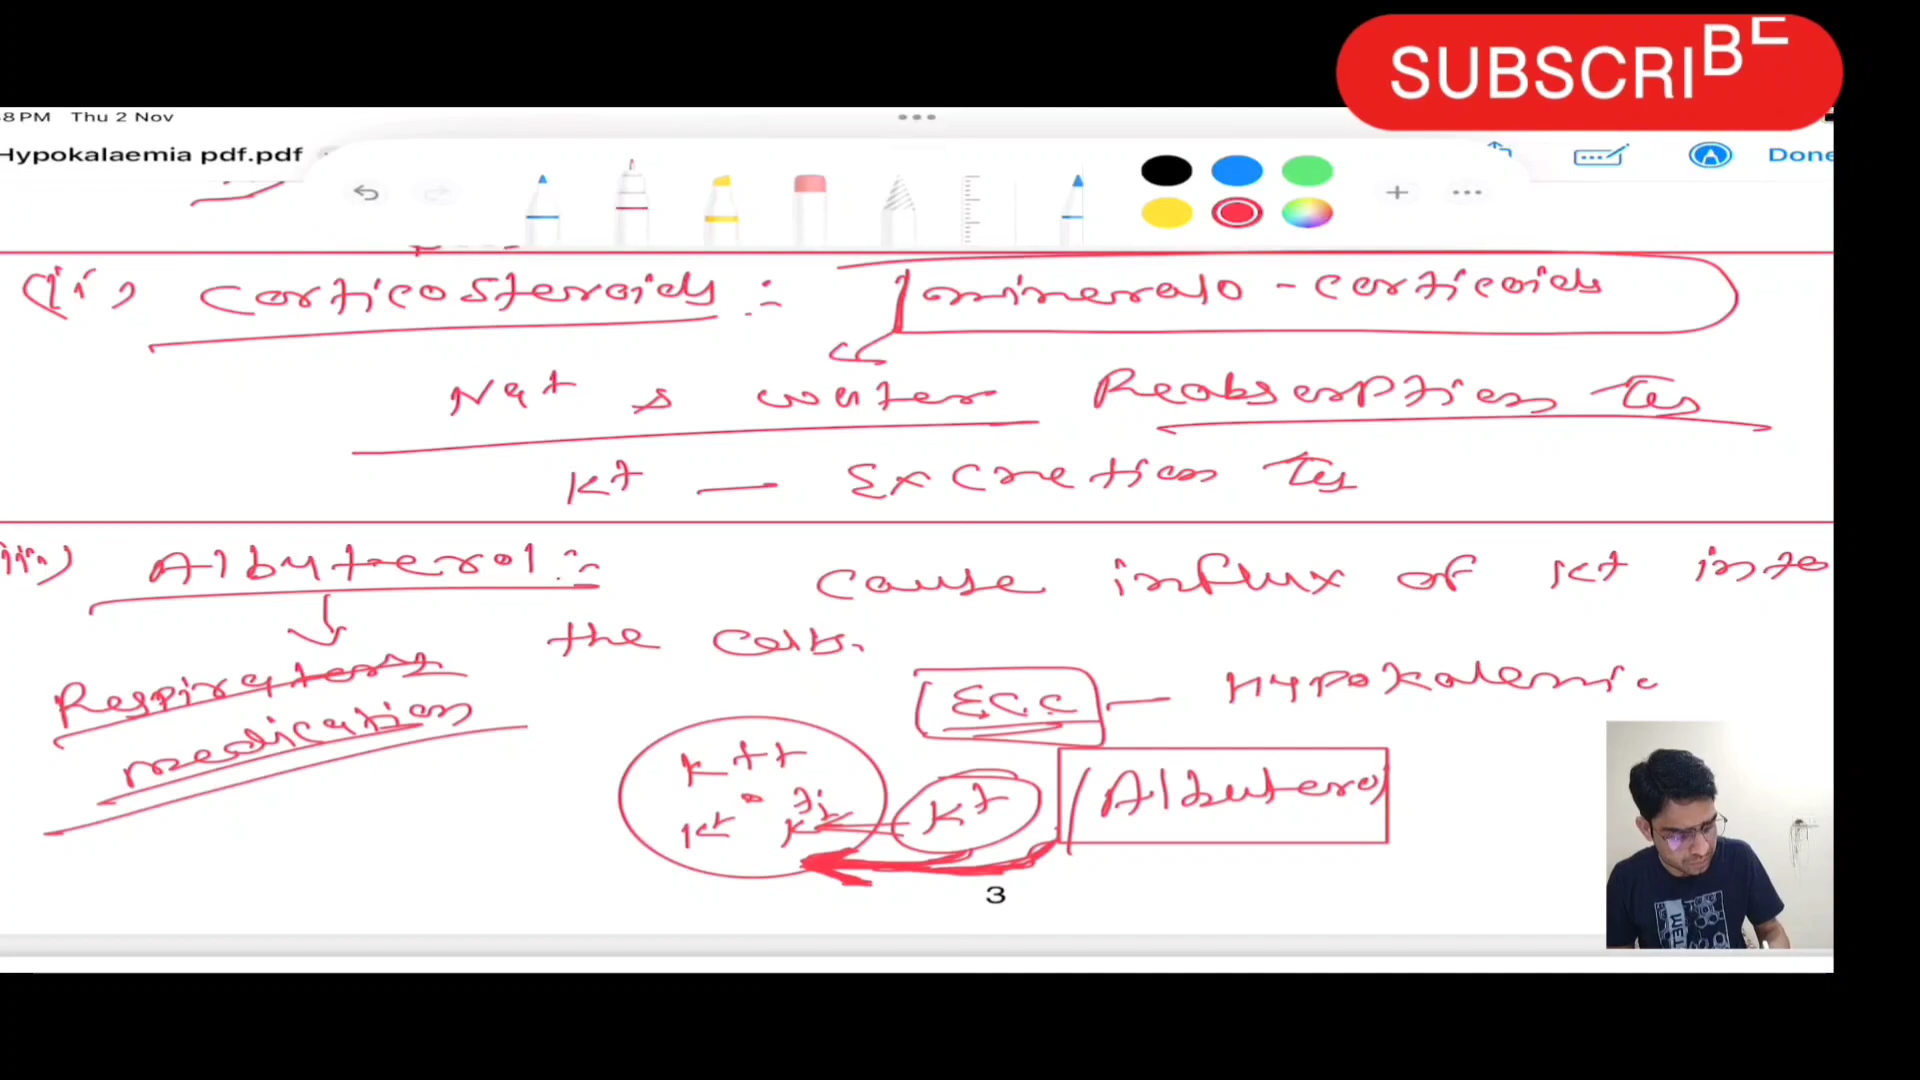 SUBSCRIBE
8 PM Thu 2 Nov
Hypokalaemia pdf.pdf
Done
(ii) Corticosteroids :- mineralo - corticoids
Na+ & water Reabsorption ↑es
K+ — Excretion ↑es
iii) Albuterol :- cause influx of K+ into
the cells.
Respiratory
medication
ECC — Hypokalemia
K++
K+ K+
K+
(Albuterol
3